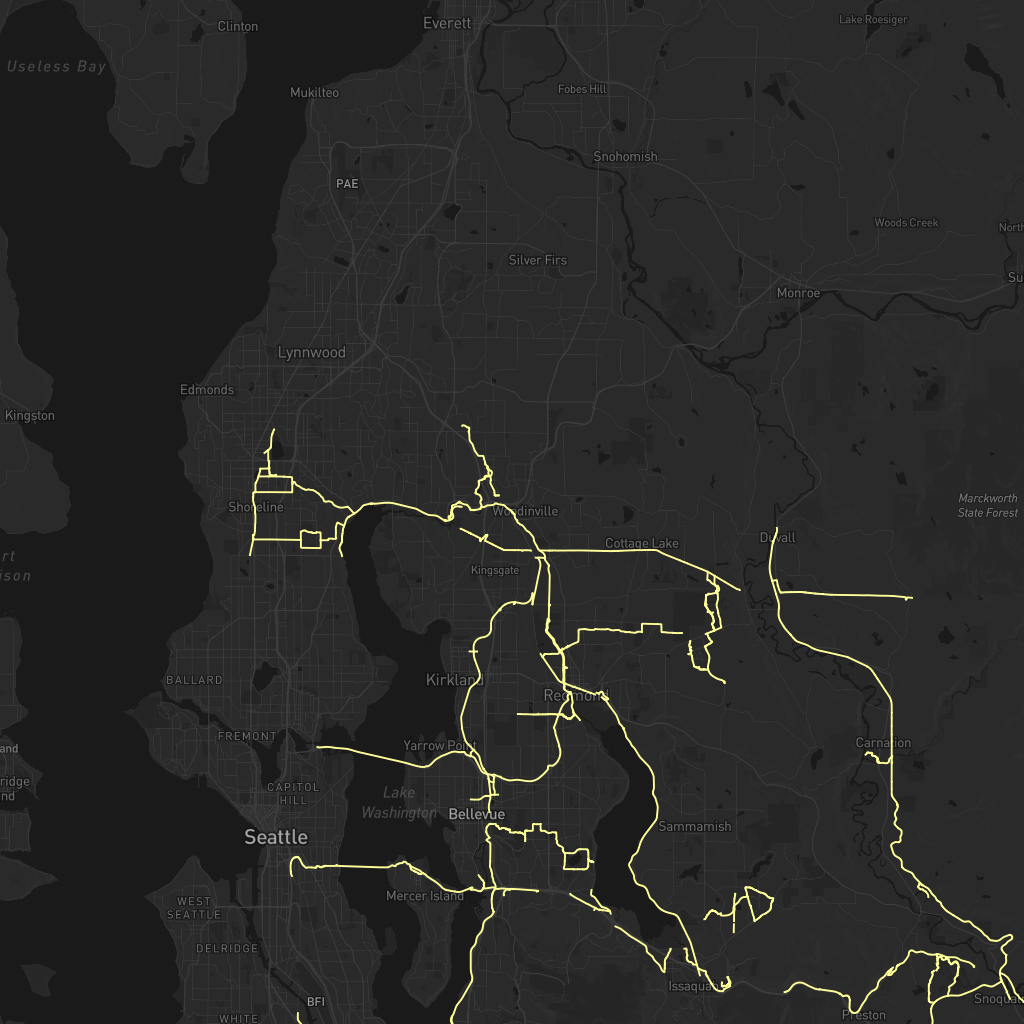 Clinton
Everett
Lake Roesiger
Useless Bay
Mukilteo
Fobes Hill
Snohomish
PAE
Woods Creek
North
Silver Firs
Su
Monroe
Lynnwood
Edmonds
Kingston
Shoreline
Woodinville
Marckworth
State Forest
Duvall
Cottage Lake
rt
ison
Kingsgate
BALLARD
Kirkland
Redmond
FREMONT
Yarrow Point
Carnation
and
ridge
nd
CAPITOL
HILL
Lake
Washington
Bellevue
Sammamish
Seattle
Mercer Island
WEST
SEATTLE
DELRIDGE
Issaquah
BFI
Snoqua
Preston
WHITE